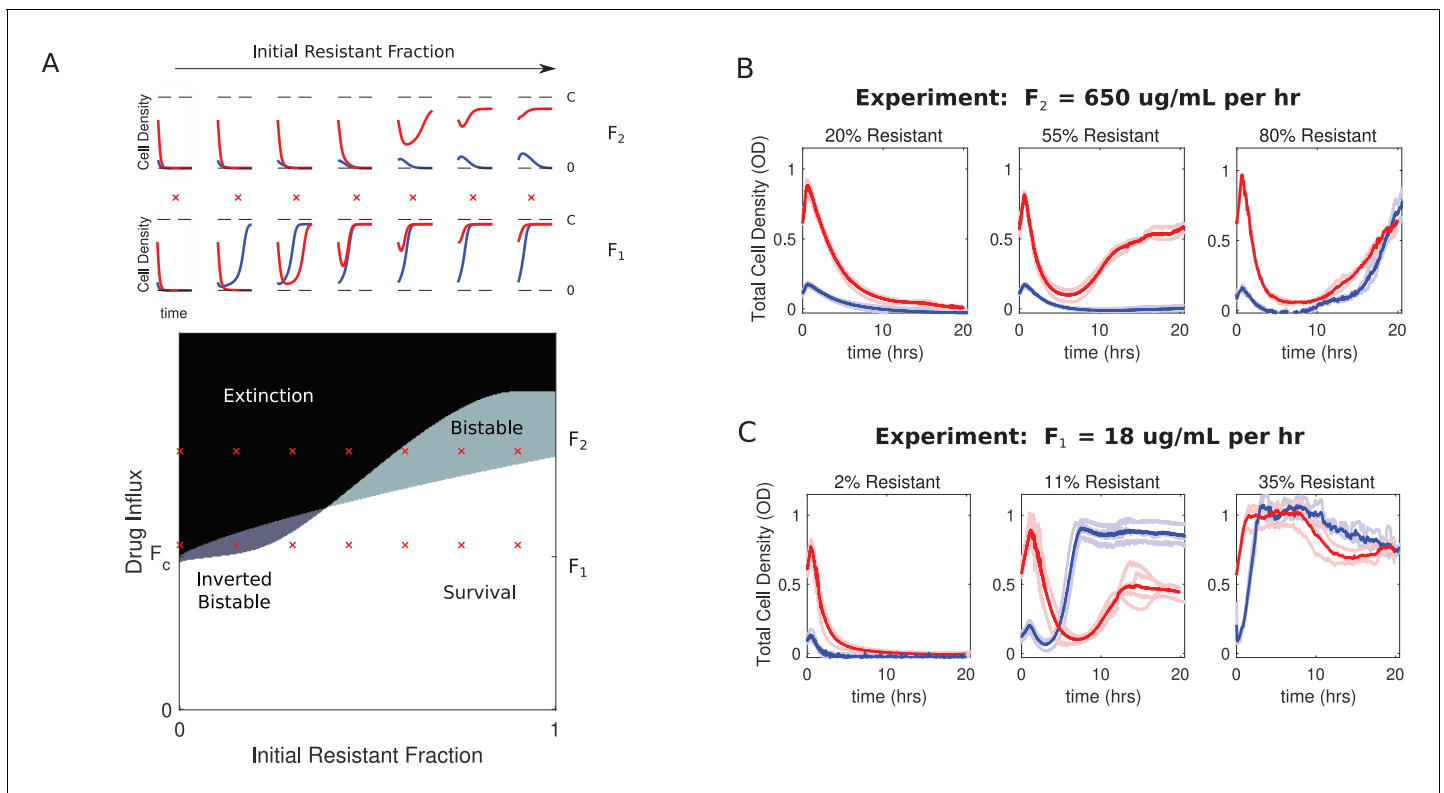 A
Initial Resistant Fraction
Cell Density
C
0
F₂
Cell Density
C
0
F₁
time
Extinction
Bistable
Inverted
Bistable
Survival
Drug Influx
F
c
0
F₂
F₁
0
1
Initial Resistant Fraction
B
Experiment: F₂ = 650 ug/mL per hr
20% Resistant
55% Resistant
80% Resistant
Total Cell Density (OD)
1
0.5
0
0
10
20
time (hrs)
1
0.5
0
0
10
20
time (hrs)
1
0.5
0
0
10
20
time (hrs)
C
Experiment: F₁ = 18 ug/mL per hr
2% Resistant
11% Resistant
35% Resistant
Total Cell Density (OD)
1
0.5
0
0
10
20
time (hrs)
1
0.5
0
0
10
20
time (hrs)
1
0.5
0
0
10
20
time (hrs)